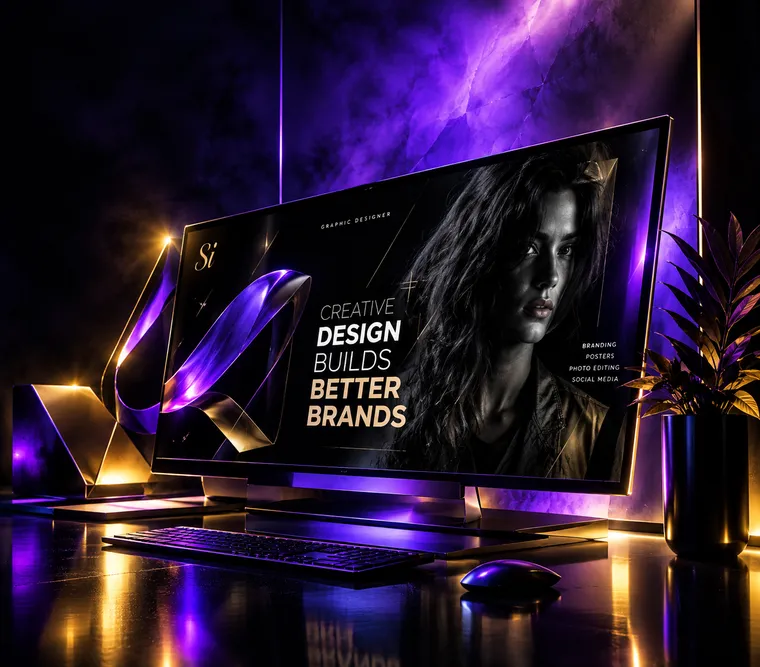 Si
GRAPHIC DESIGNER
CREATIVE
DESIGN
BUILDS
BETTER
BRANDS
BRANDING
POSTERS
PHOTO EDITING
SOCIAL MEDIA